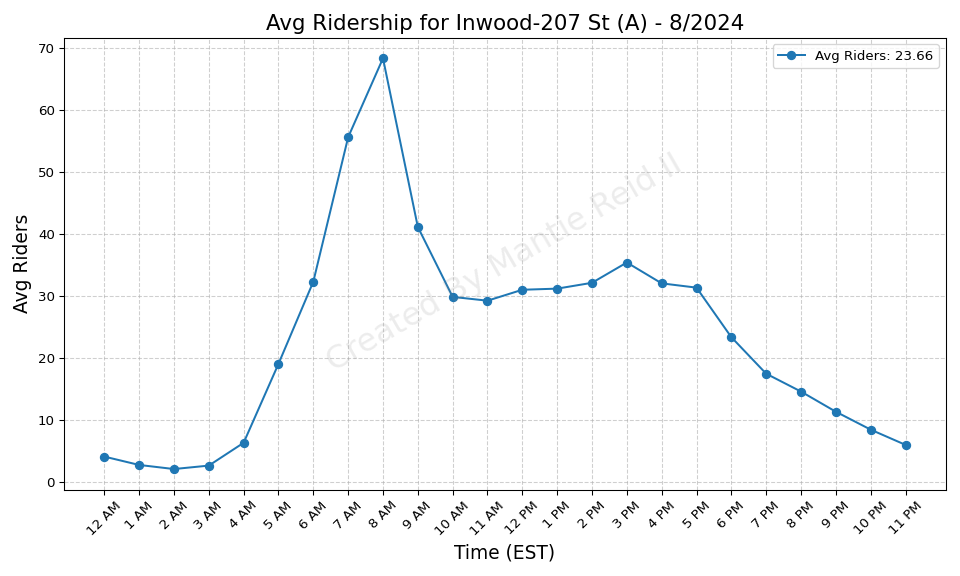 Avg Ridership for Inwood-207 St (A) - 8/2024
Avg Riders: 23.66
70
60
50
40
30
20
10
0
Avg Riders
Created By Mantie Reid II
12 AM
1 AM
2 AM
3 AM
4 AM
5 AM
6 AM
7 AM
8 AM
9 AM
10 AM
11 AM
12 PM
1 PM
2 PM
3 PM
4 PM
5 PM
6 PM
7 PM
8 PM
9 PM
10 PM
11 PM
Time (EST)